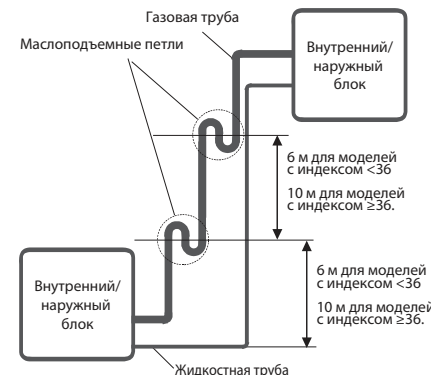 Газовая труба
Маслоподъемные петли
Внутренний/
наружный
блок
6 м для моделей
с индексом <36
10 м для моделей
с индексом ≥36.
6 м для моделей
с индексом <36
10 м для моделей
с индексом ≥36.
Внутренний/
наружный
блок
Жидкостная труба